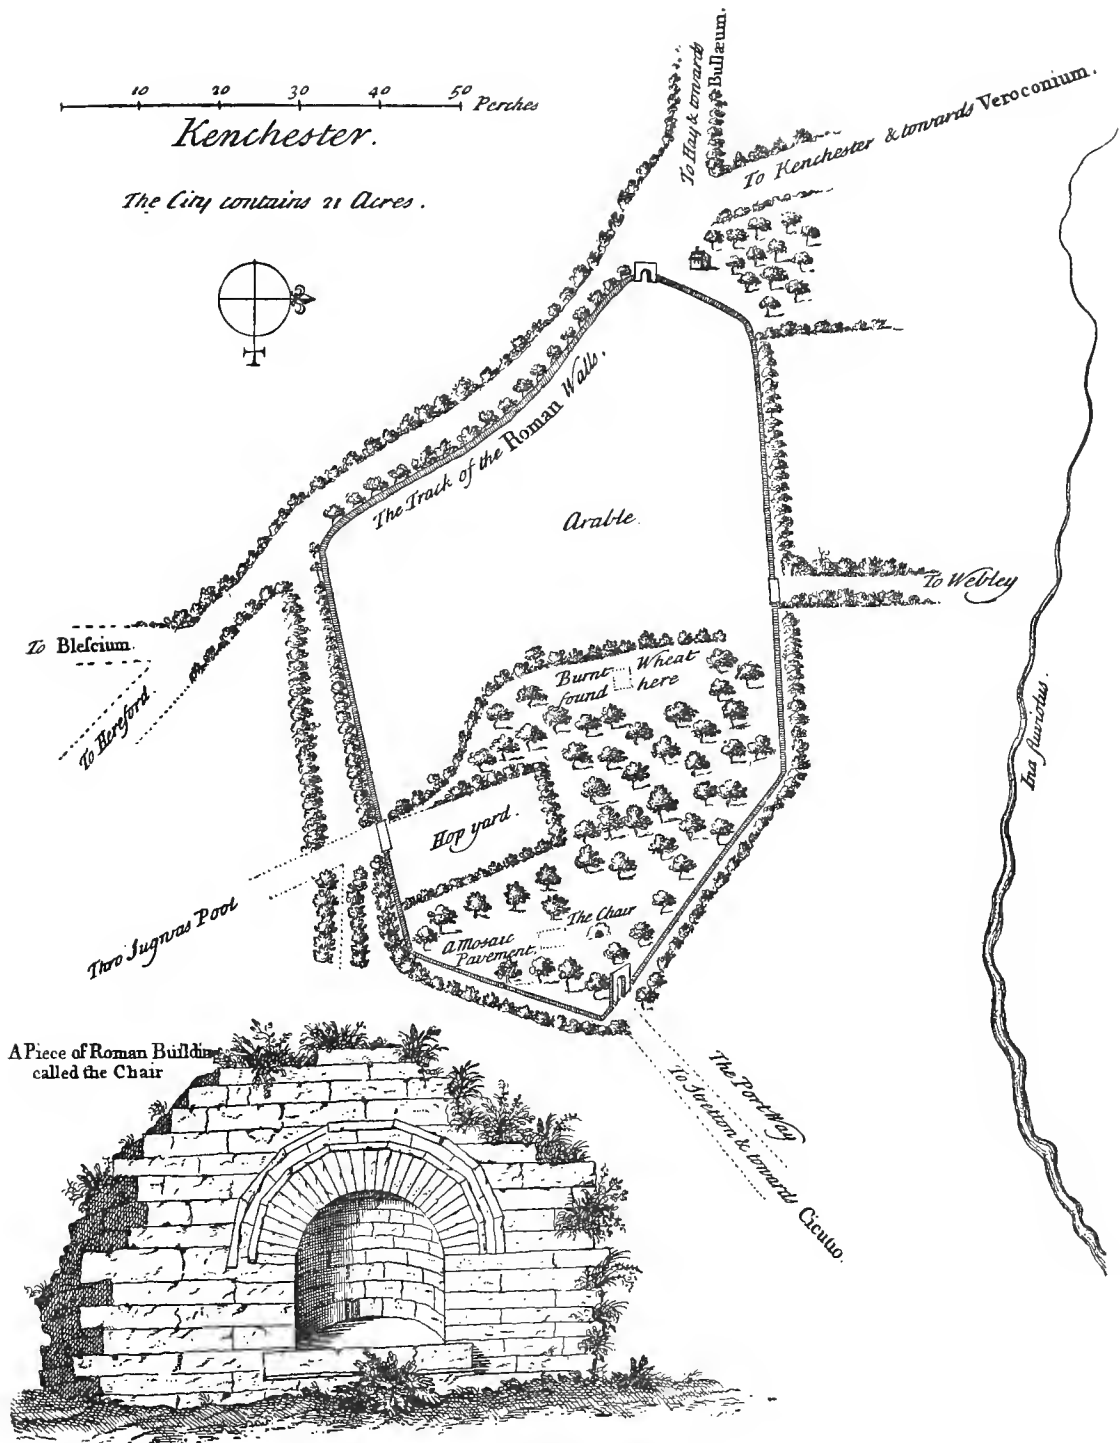 10 20 30 40 50 Perches
Kenchester.
The City contains 21 Acres.
To Hay & towards Bullæum.
To Kenchester & towards Veroconium.
The Track of the Roman Walls.
Arable.
To Webley
To Bleſcium.
To Hereford.
Burnt Wheat
found here
Ina fluvius.
Hop yard.
Thro Sugwas Pool
The Chair
A Mosaic
Pavement.
The Port Way
To Stretton & towards Cicutio.
A Piece of Roman Building
called the Chair